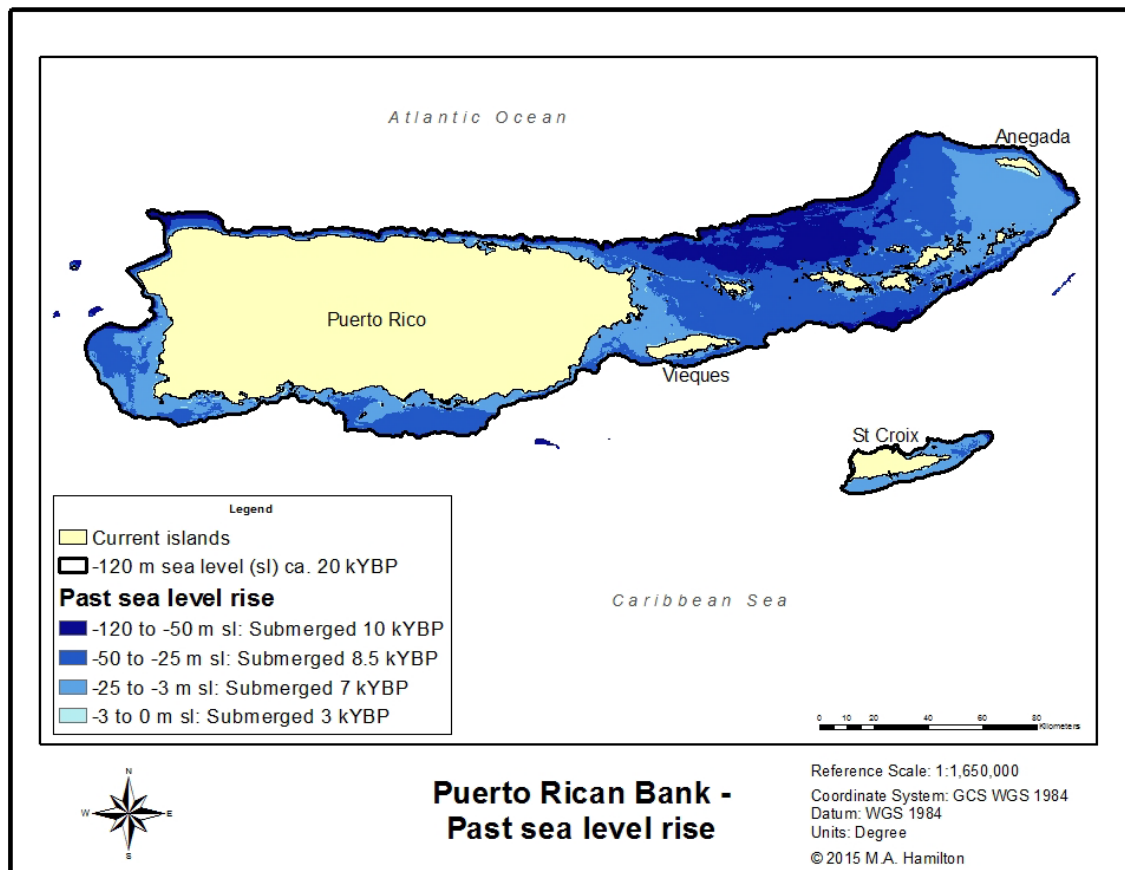 Atlantic Ocean
Anegada
Puerto Rico
Vieques
St Croix
Caribbean Sea
Legend
Current islands
-120 m sea level (sl) ca. 20 kYBP
Past sea level rise
-120 to -50 m sl: Submerged 10 kYBP
-50 to -25 m sl: Submerged 8.5 kYBP
-25 to -3 m sl: Submerged 7 kYBP
-3 to 0 m sl: Submerged 3 kYBP
0 5 10 20 40 60 80
Kilometers
N
W E
S
Puerto Rican Bank -
Past sea level rise
Reference Scale: 1:1,650,000
Coordinate System: GCS WGS 1984
Datum: WGS 1984
Units: Degree
© 2015 M.A. Hamilton